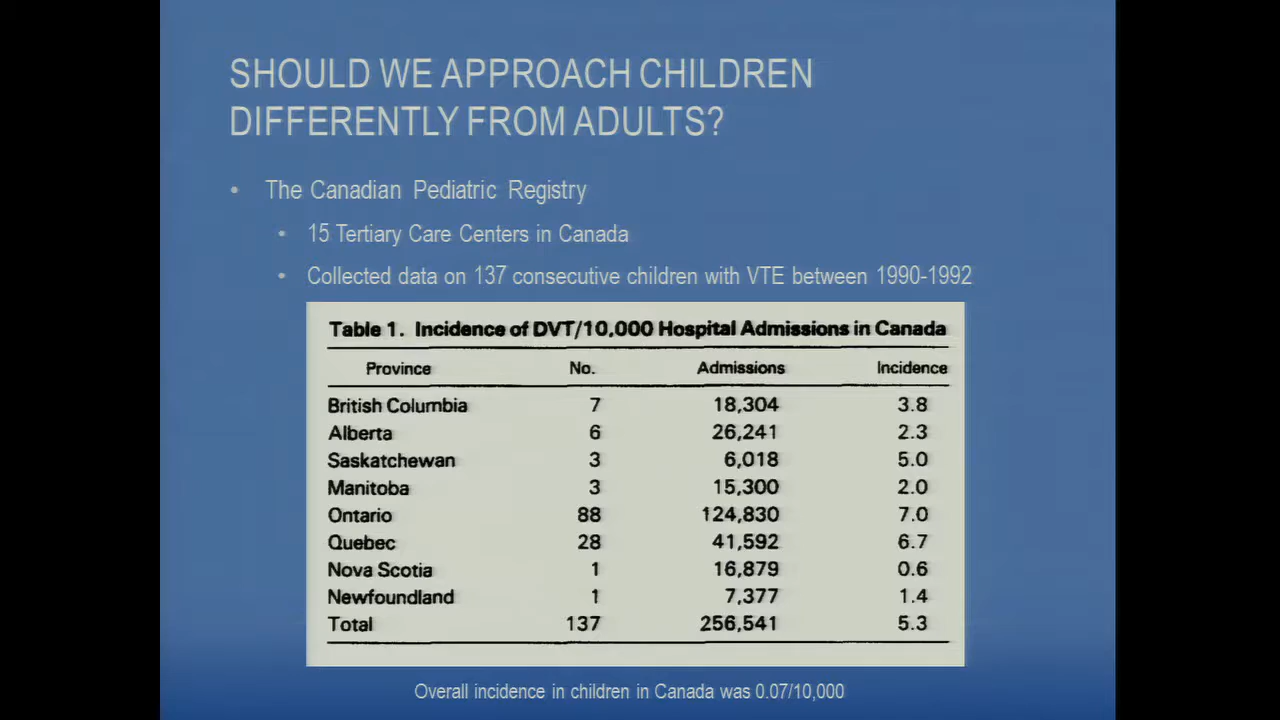 SHOULD WE APPROACH CHILDREN
DIFFERENTLY FROM ADULTS?
• The Canadian Pediatric Registry
• 15 Tertiary Care Centers in Canada
• Collected data on 137 consecutive children with VTE between 1990-1992
Table 1. Incidence of DVT/10,000 Hospital Admissions in Canada
Province No. Admissions Incidence
British Columbia 7 18,304 3.8
Alberta 6 26,241 2.3
Saskatchewan 3 6,018 5.0
Manitoba 3 15,300 2.0
Ontario 88 124,830 7.0
Quebec 28 41,592 6.7
Nova Scotia 1 16,879 0.6
Newfoundland 1 7,377 1.4
Total 137 256,541 5.3
Overall incidence in children in Canada was 0.07/10,000